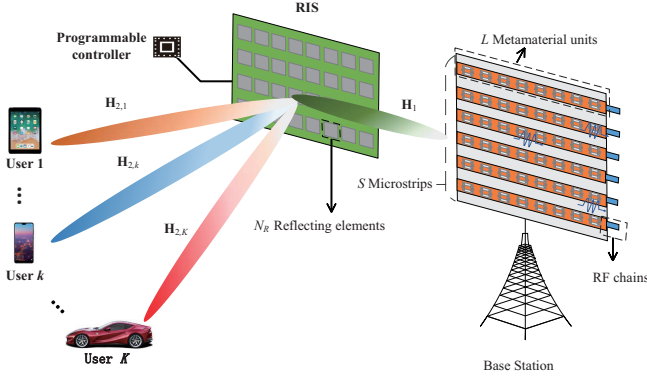 RIS
Programmable
controller
L Metamaterial units
H₁
H₂,₁
User 1
H₂,k
S Microstrips
N_R Reflecting elements
H₂,K
User k
RF chains
User K
Base Station